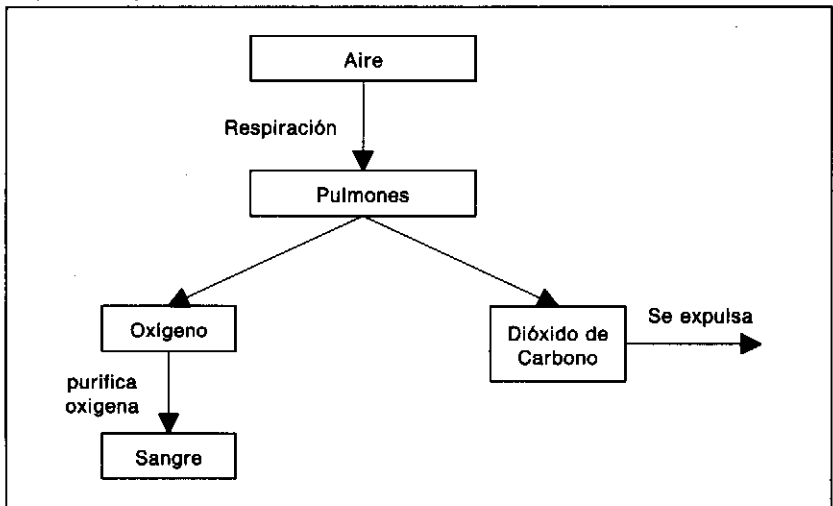 Aire
Respiración
Pulmones
Oxígeno
Dióxido de
Carbono
Se expulsa
purifica
oxigena
Sangre